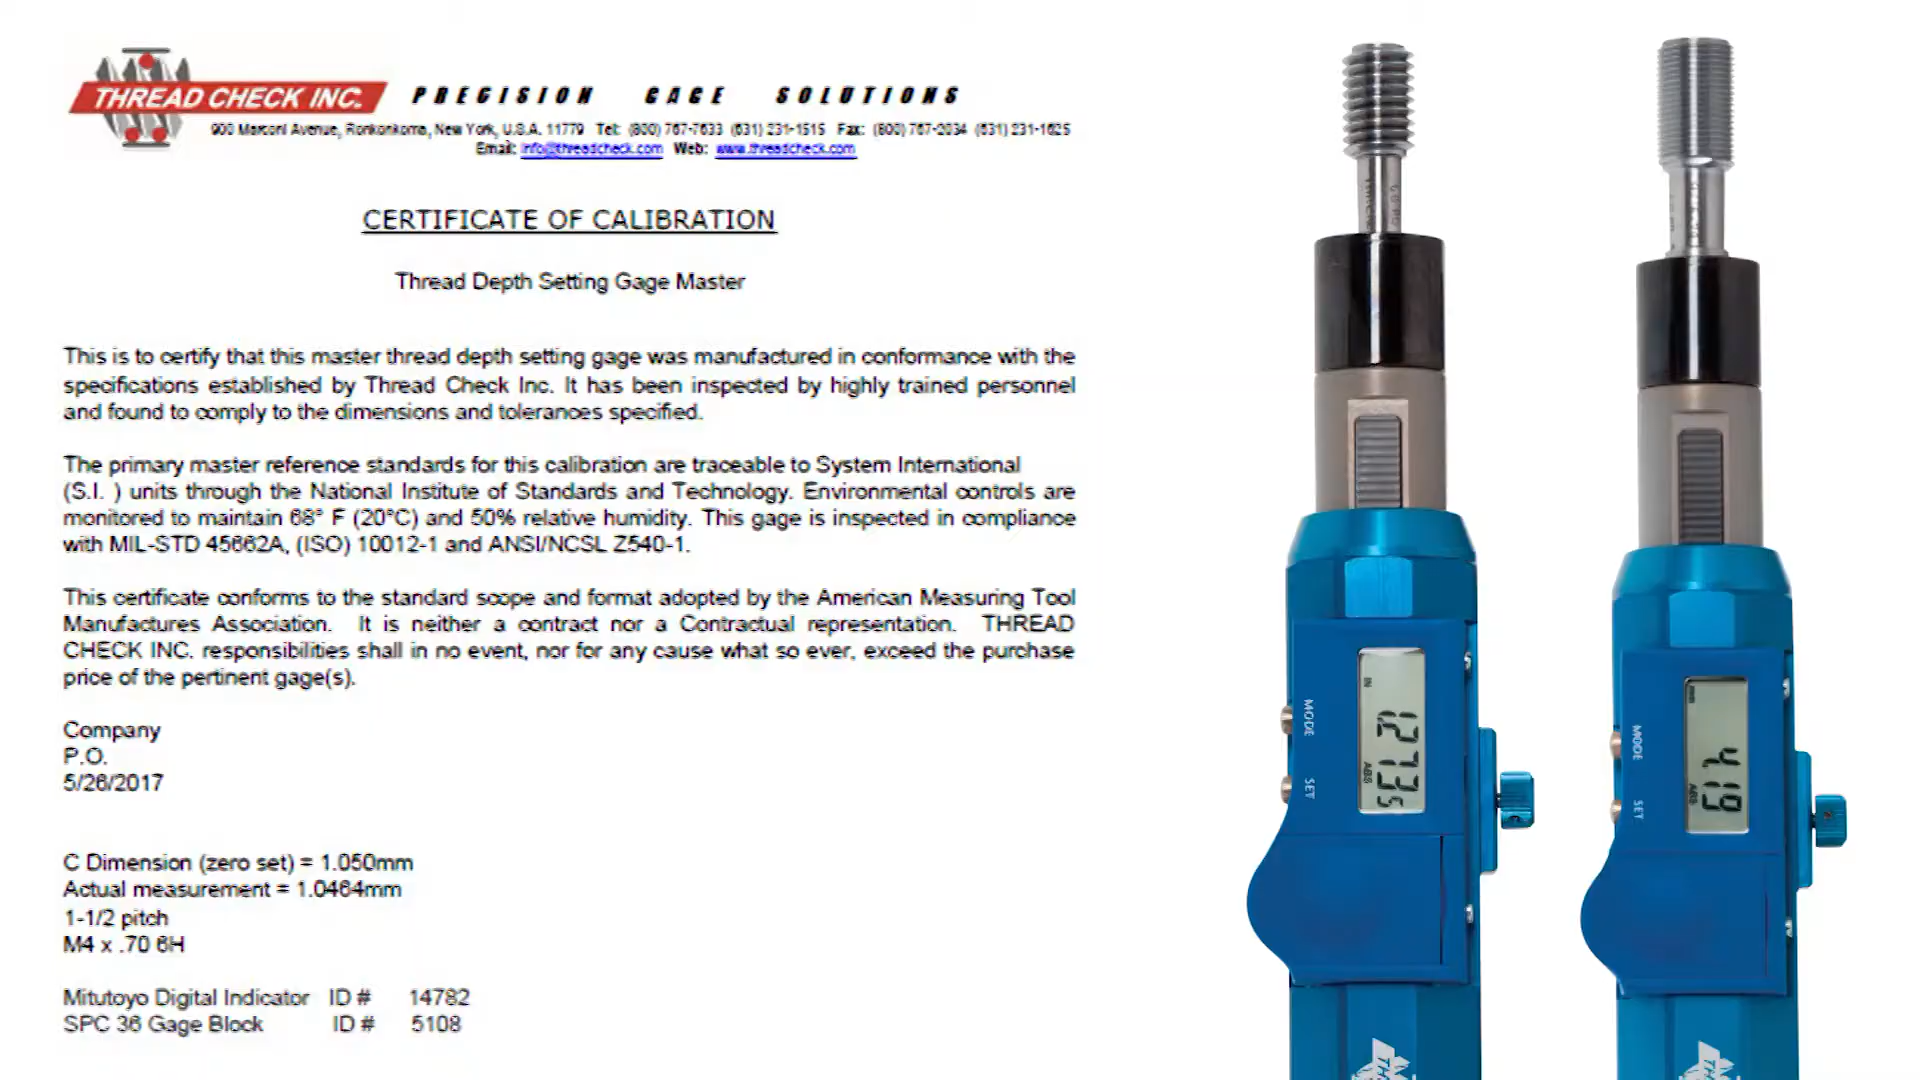 THREAD CHECK INC.
PRECISION GAGE SOLUTIONS
900 Marconi Avenue, Ronkonkoma, New York, U.S.A. 11779 Tel: (800) 767-7633 (631) 231-1515 Fax: (800) 767-2034 (631) 231-1625
Email: info@threadcheck.com Web: www.threadcheck.com
CERTIFICATE OF CALIBRATION
Thread Depth Setting Gage Master
This is to certify that this master thread depth setting gage was manufactured in conformance with the
specifications established by Thread Check Inc. It has been inspected by highly trained personnel
and found to comply to the dimensions and tolerances specified.
The primary master reference standards for this calibration are traceable to System International
(S.I. ) units through the National Institute of Standards and Technology. Environmental controls are
monitored to maintain 68° F (20°C) and 50% relative humidity. This gage is inspected in compliance
with MIL-STD 45662A, (ISO) 10012-1 and ANSI/NCSL Z540-1.
This certificate conforms to the standard scope and format adopted by the American Measuring Tool
Manufactures Association. It is neither a contract nor a Contractual representation. THREAD
CHECK INC. responsibilities shall in no event, nor for any cause what so ever, exceed the purchase
price of the pertinent gage(s).
Company
P.O.
5/26/2017
C Dimension (zero set) = 1.050mm
Actual measurement = 1.0464mm
1-1/2 pitch
M4 x .70 6H
Mitutoyo Digital Indicator ID # 14782
SPC 36 Gage Block ID # 5108
MODE
SET
IN
ABS
MODE
SET
mm
ABS
4.19